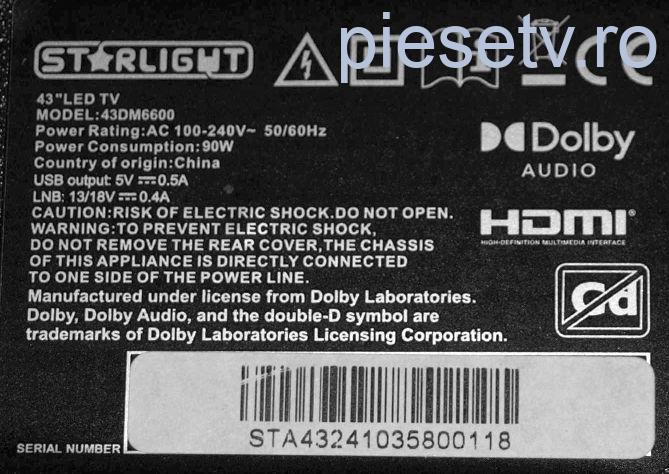 piesetv.ro
STARLIGHT
43"LED TV
MODEL:43DM6600
Power Rating:AC 100-240V~ 50/60Hz
Power Consumption:90W
Country of origin:China
USB output: 5V ⎓ 0.5A
LNB: 13/18V ⎓ 0.4A
CAUTION:RISK OF ELECTRIC SHOCK.DO NOT OPEN.
WARNING:TO PREVENT ELECTRIC SHOCK,
DO NOT REMOVE THE REAR COVER,THE CHASSIS
OF THIS APPLIANCE IS DIRECTLY CONNECTED
TO ONE SIDE OF THE POWER LINE.
Manufactured under license from Dolby Laboratories.
Dolby, Dolby Audio, and the double-D symbol are
trademarks of Dolby Laboratories Licensing Corporation.
CE
Dolby
AUDIO
HDMI®
HIGH-DEFINITION MULTIMEDIA INTERFACE
Cd
SERIAL NUMBER
STA43241035800118